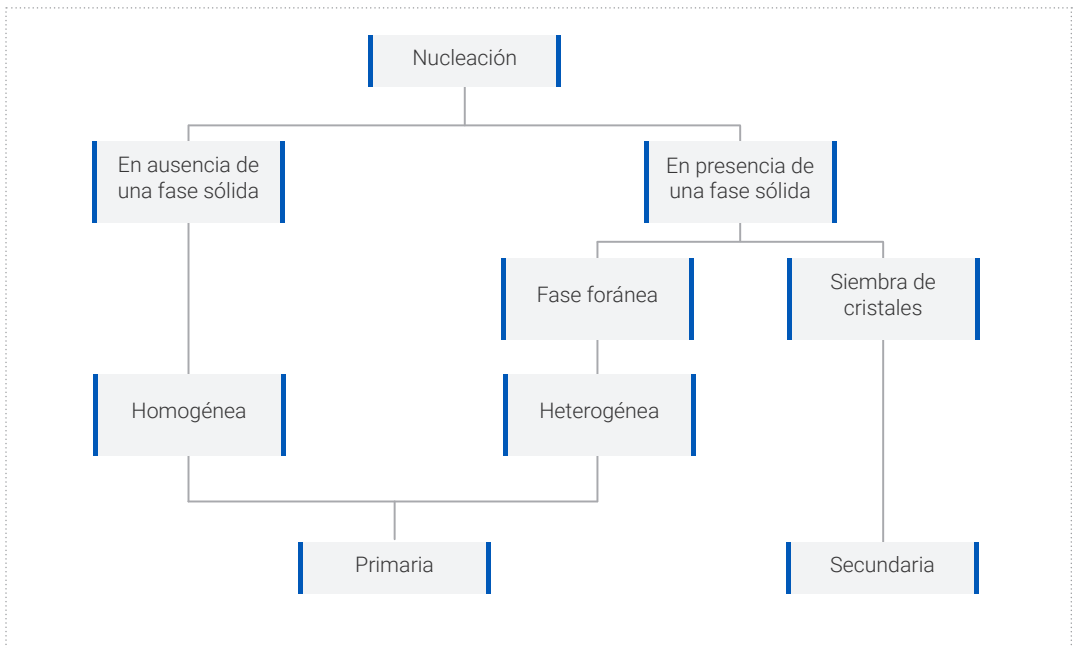 Nucleación
En ausencia de
una fase sólida
En presencia de
una fase sólida
Fase foránea
Siembra de
cristales
Homogénea
Heterogénea
Primaria
Secundaria